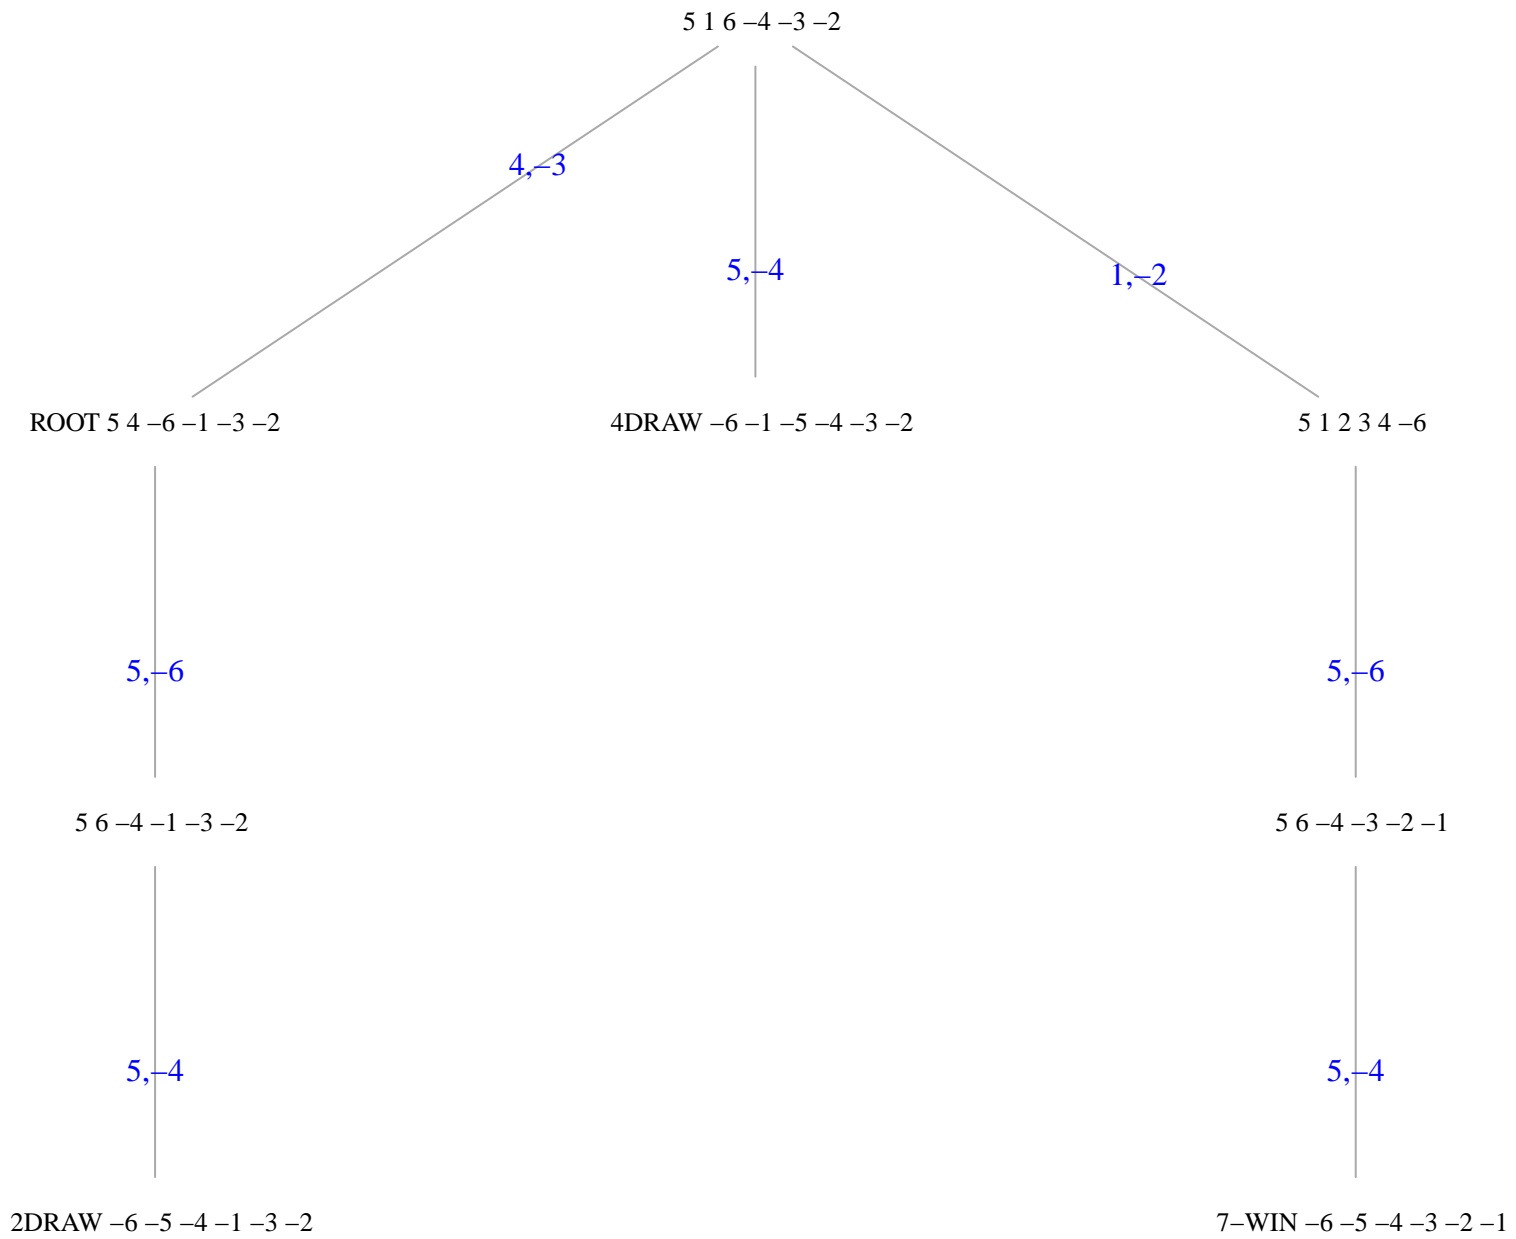 5 1 6 –4 –3 –2
4,–3
5,–4
1,–2
ROOT 5 4 –6 –1 –3 –2
4DRAW –6 –1 –5 –4 –3 –2
5 1 2 3 4 –6
5,–6
5,–6
5 6 –4 –1 –3 –2
5 6 –4 –3 –2 –1
5,–4
5,–4
2DRAW –6 –5 –4 –1 –3 –2
7–WIN –6 –5 –4 –3 –2 –1